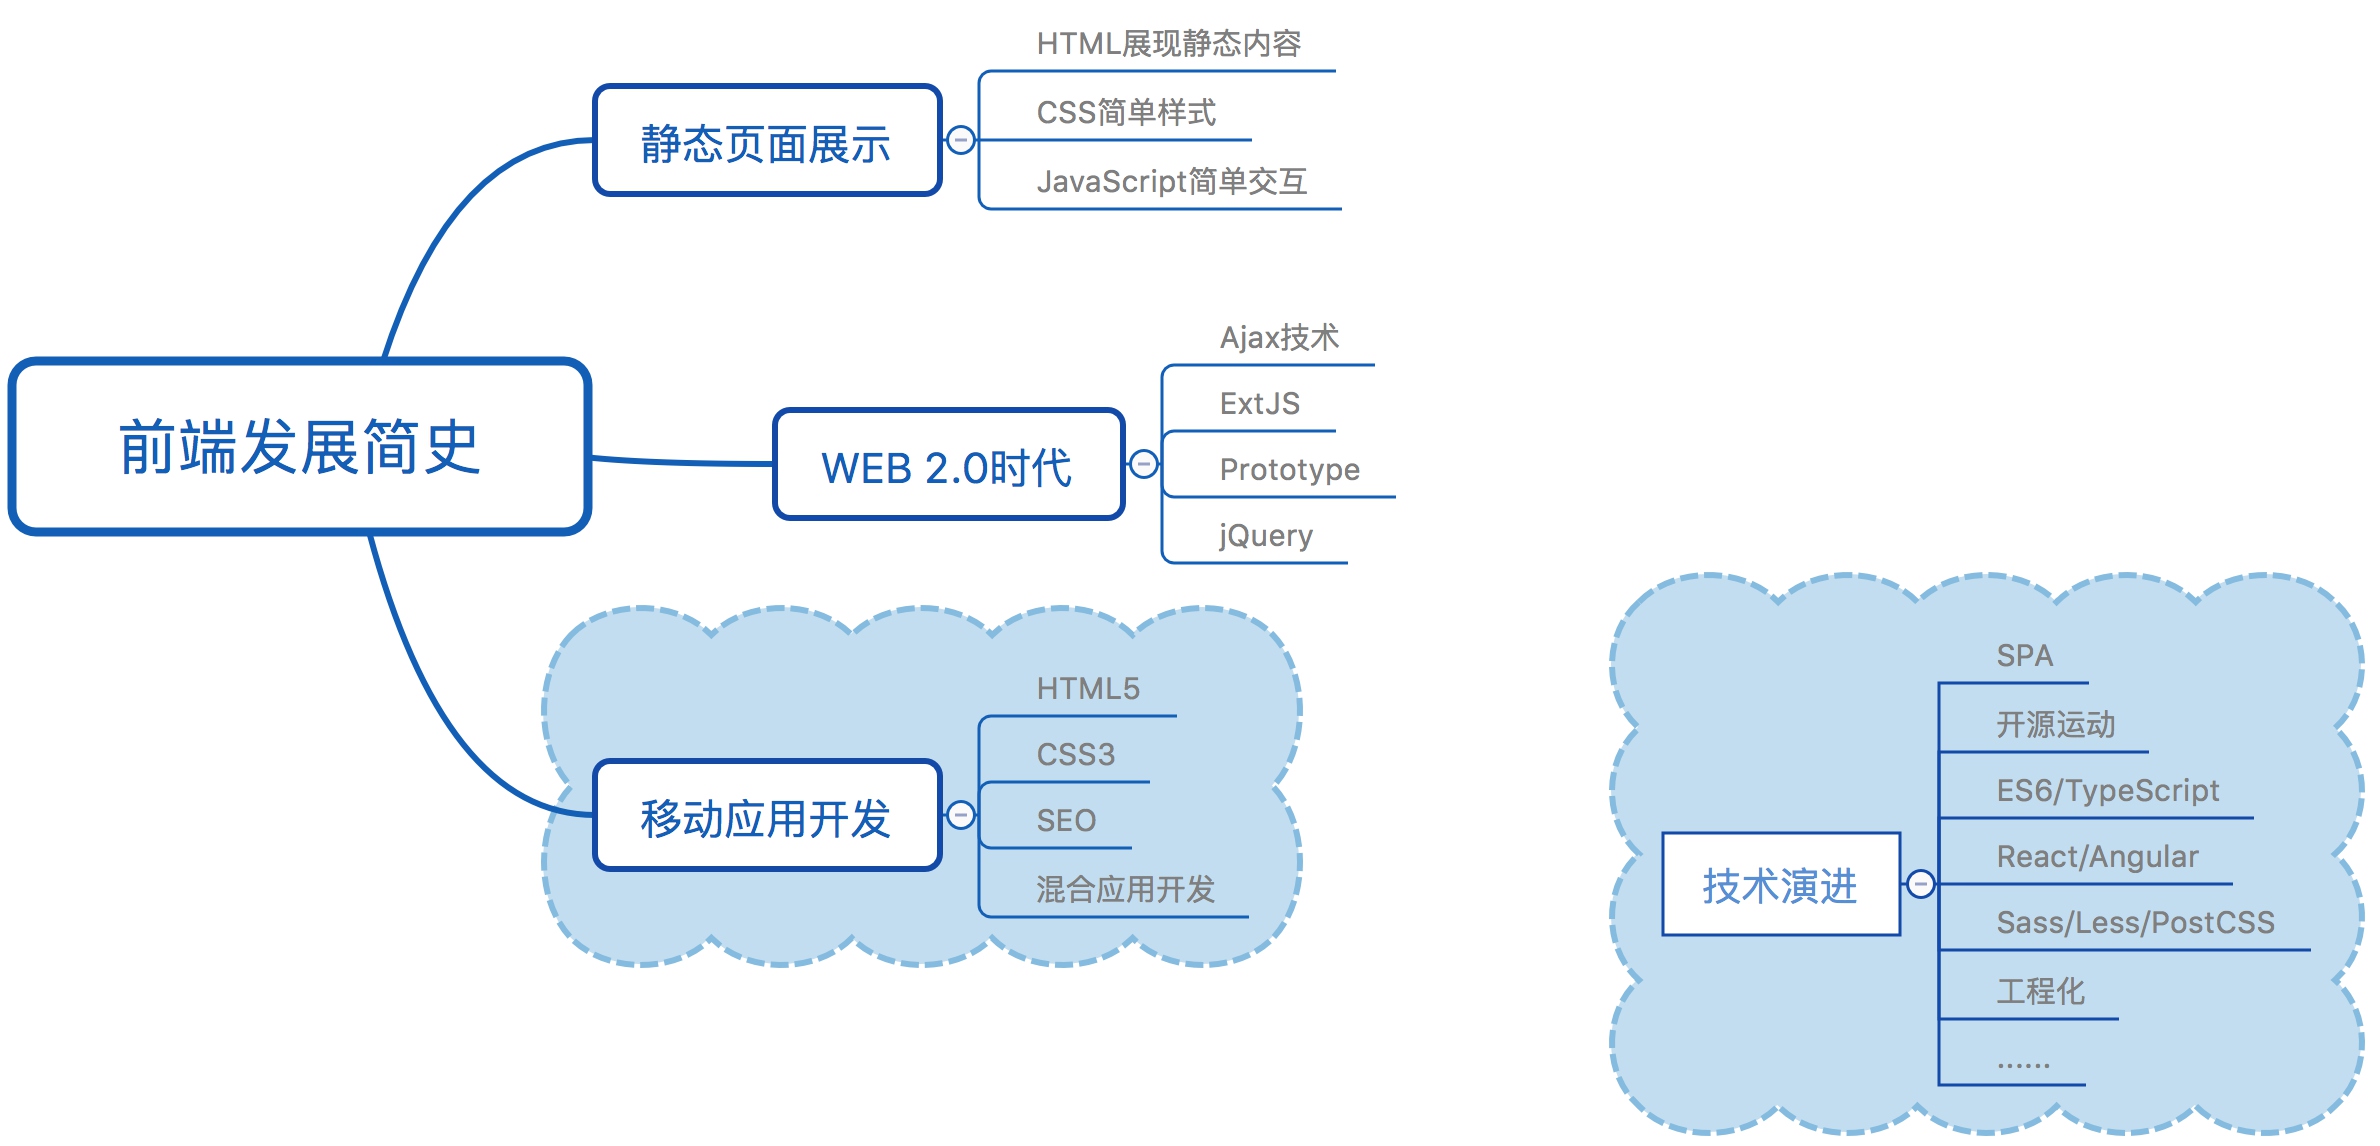 前端发展简史
静态页面展示
HTML展现静态内容
CSS简单样式
JavaScript简单交互
WEB 2.0时代
Ajax技术
ExtJS
Prototype
jQuery
移动应用开发
HTML5
CSS3
SEO
混合应用开发
技术演进
SPA
开源运动
ES6/TypeScript
React/Angular
Sass/Less/PostCSS
工程化
……